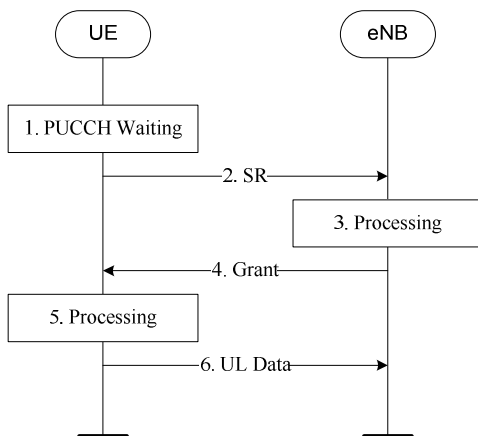 UE
eNB
1. PUCCH Waiting
2. SR
3. Processing
4. Grant
5. Processing
6. UL Data